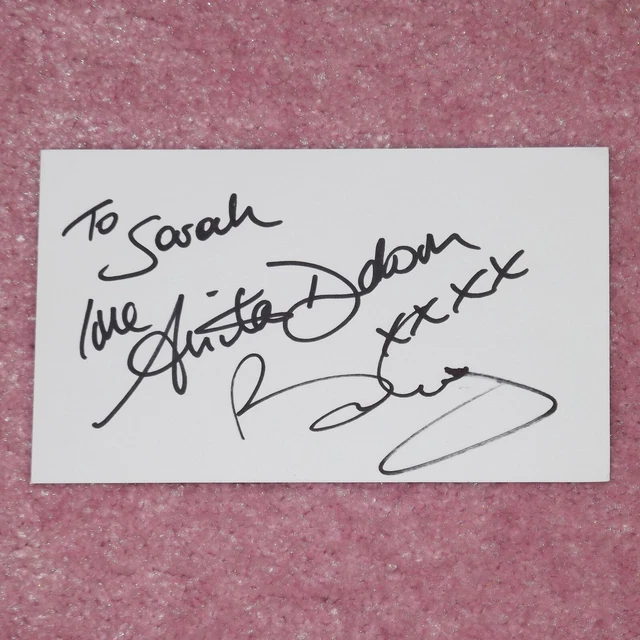 To Sarah
love Anita Dobson
xxxx